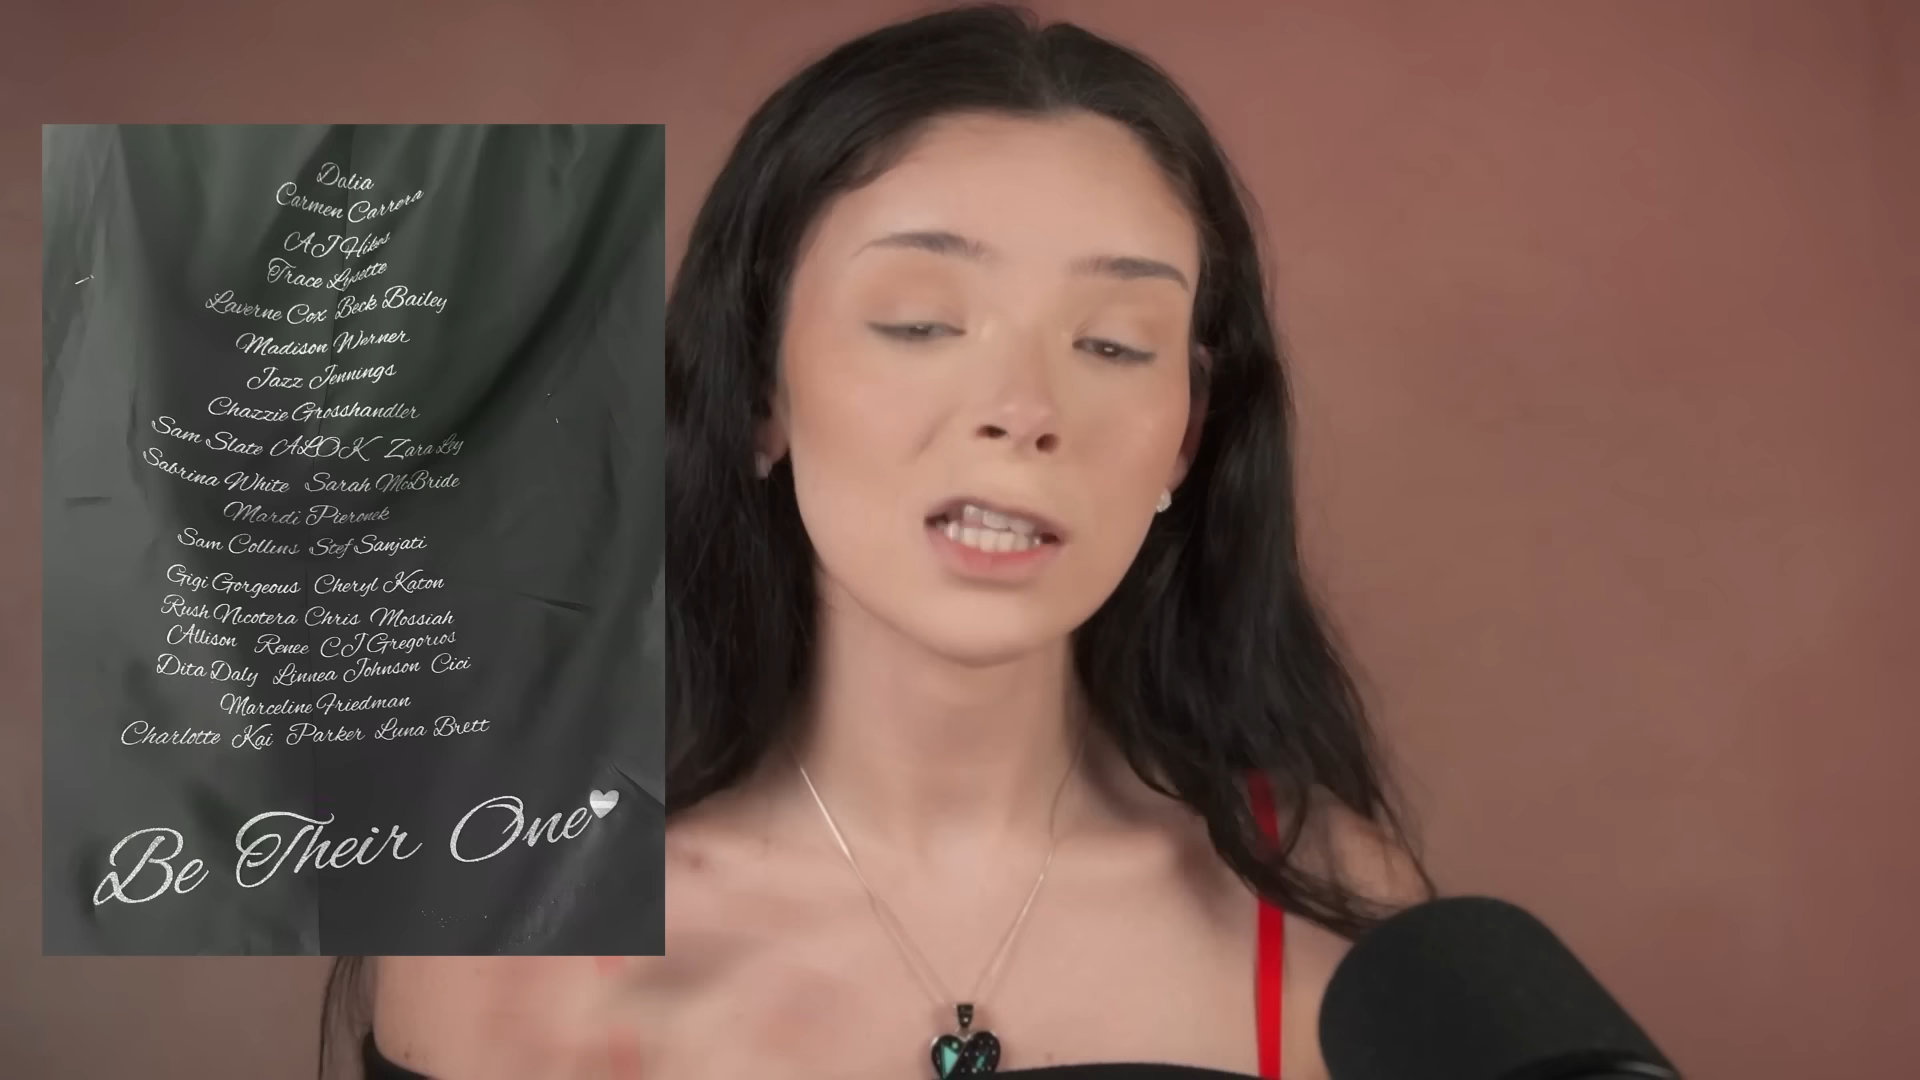 Dalia
Carmen Carrera
AJ Hikes
Trace Lysette
Laverne Cox Beck Bailey
Madison Werner
Jazz Jennings
Chazzie Grosshandler
Sam Slate ALOK Zara Ly
Sabrina White Sarah McBride
Mardi Pieronek
Sam Collins Stef Sanjati
Gigi Gorgeous Cheryl Katon
Rush Nicotera Chris Mossiah
Allison Renee CJ Gregorios
Dita Daly Linnea Johnson Cici
Marceline Friedman
Charlotte Kai Parker Luna Brett
Be Their One